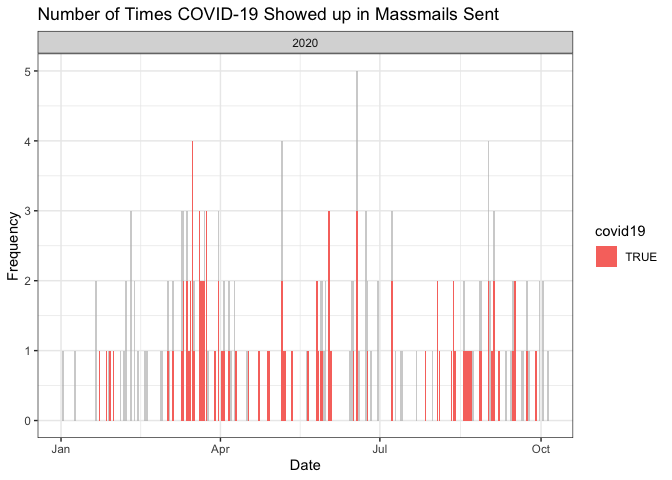 Number of Times COVID-19 Showed up in Massmails Sent
2020
5
4
3
2
1
0
Frequency
Jan Apr Jul Oct
Date
covid19
TRUE